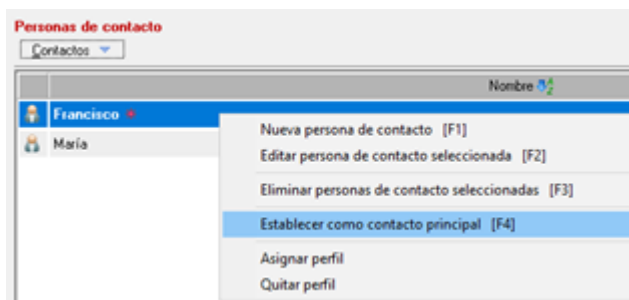 Personas de contacto
Contactos
Nombre
Francisco
María
Nueva persona de contacto [F1]
Editar persona de contacto seleccionada [F2]
Eliminar personas de contacto seleccionadas [F3]
Establecer como contacto principal [F4]
Asignar perfil
Quitar perfil